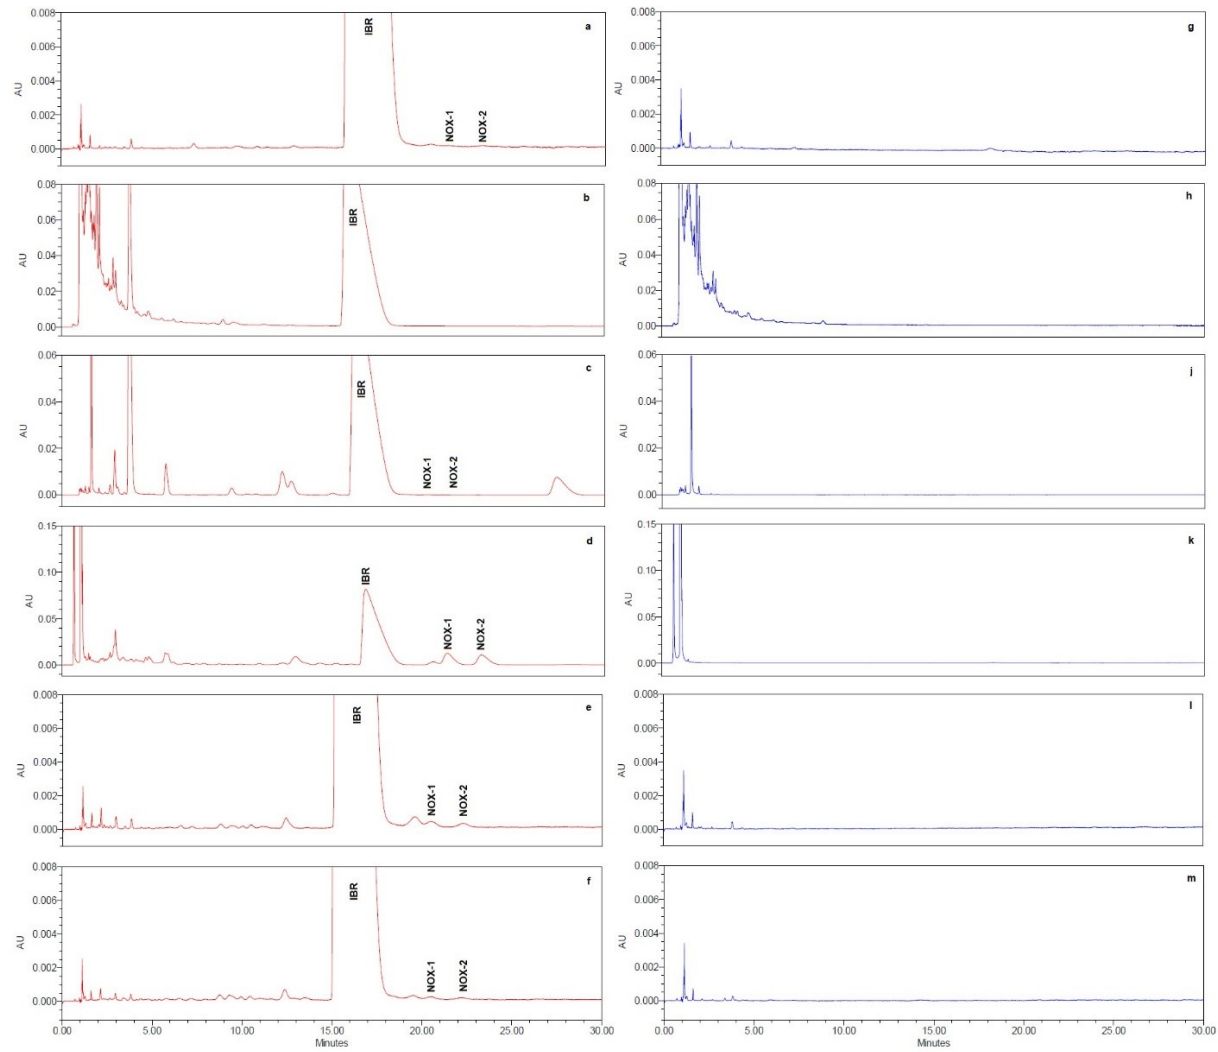 0.008
0.006
0.004
0.002
0.000
AU
IBR
NOX-1
NOX-2
a
0.008
0.006
0.004
0.002
0.000
AU
g
0.08
0.06
0.04
0.02
0.00
AU
IBR
b
0.08
0.06
0.04
0.02
0.00
AU
h
0.06
0.04
0.02
0.00
AU
IBR
NOX-1
NOX-2
c
0.06
0.04
0.02
0.00
AU
j
0.15
0.10
0.05
0.00
AU
IBR
NOX-1
NOX-2
d
0.15
0.10
0.05
0.00
AU
k
0.008
0.006
0.004
0.002
0.000
AU
IBR
NOX-1
NOX-2
e
0.008
0.006
0.004
0.002
0.000
AU
l
0.008
0.006
0.004
0.002
0.000
AU
IBR
NOX-1
NOX-2
f
0.00 5.00 10.00 15.00 20.00 25.00 30.00
Minutes
0.008
0.006
0.004
0.002
0.000
AU
m
0.00 5.00 10.00 15.00 20.00 25.00 30.00
Minutes